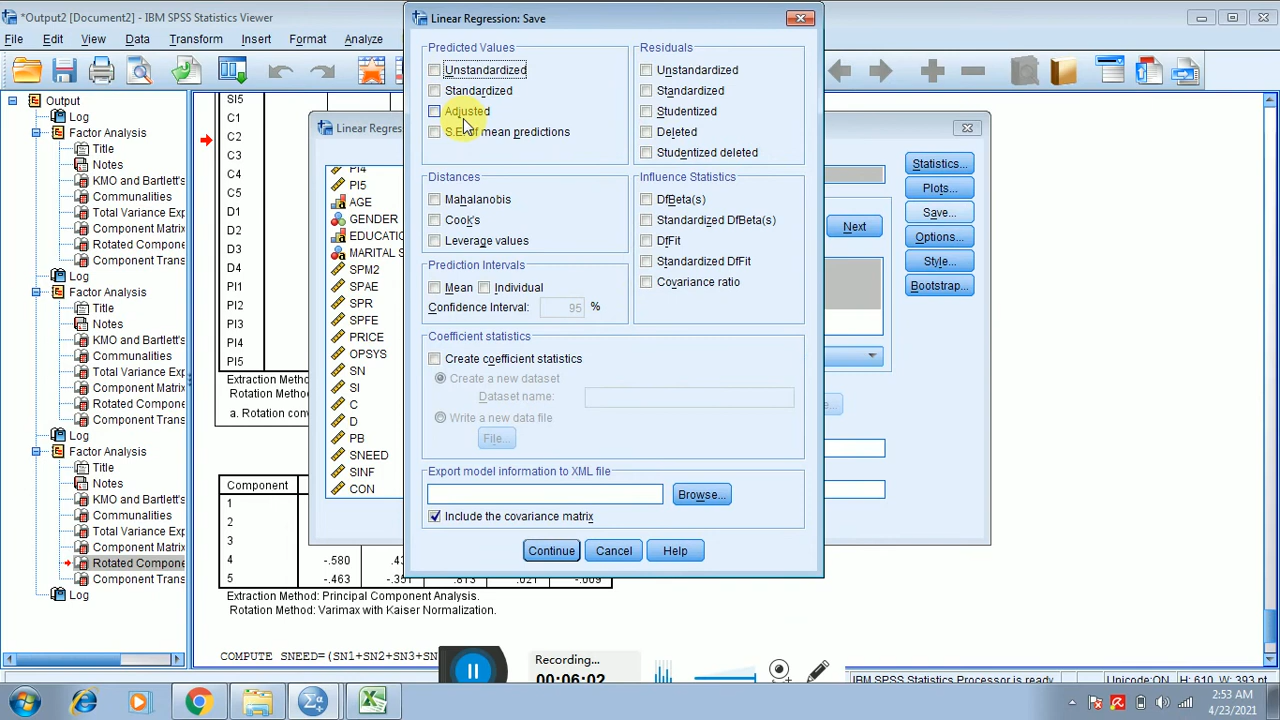 *Output2 [Document2] - IBM SPSS Statistics Viewer
File Edit View Data Transform Insert Format Analyze
Output
Log
Factor Analysis
Title
Notes
KMO and Bartlett's
Communalities
Total Variance Exp
Component Matrix
Rotated Compone
Component Trans
Log
Factor Analysis
Title
Notes
KMO and Bartlett's
Communalities
Total Variance Exp
Component Matrix
Rotated Compone
Component Trans
Log
Factor Analysis
Title
Notes
KMO and Bartlett's
Communalities
Total Variance Exp
Component Matrix
Rotated Compone
Component Trans
Log
SI5
C1
C2
C3
C4
C5
D1
D2
D3
D4
PI1
PI2
PI3
PI4
PI5
Extraction Metho
Rotation Method
a. Rotation conv
Component
1
2
3
4 -.580
5 -.463 .813 .021
Extraction Method: Principal Component Analysis.
Rotation Method: Varimax with Kaiser Normalization.
COMPUTE SNEED=(SN1+SN2+SN3+SN
Linear Regress
PI4
PI5
AGE
GENDER
EDUCATIO
MARITAL S
SPM2
SPAE
SPR
SPFE
PRICE
OPSYS
SN
SI
C
D
PB
SNEED
SINF
CON
Next
Statistics...
Plots...
Save...
Options...
Style...
Bootstrap...
Linear Regression: Save
Predicted Values
Unstandardized
Standardized
Adjusted
S.E. of mean predictions
Residuals
Unstandardized
Standardized
Studentized
Deleted
Studentized deleted
Distances
Mahalanobis
Cook's
Leverage values
Influence Statistics
DfBeta(s)
Standardized DfBeta(s)
DfFit
Standardized DfFit
Covariance ratio
Prediction Intervals
Mean Individual
Confidence Interval: 95 %
Coefficient statistics
Create coefficient statistics
Create a new dataset
Dataset name:
Write a new data file
File...
Export model information to XML file
Browse...
Include the covariance matrix
Continue Cancel Help
Recording...
00:06:02
IBM SPSS Statistics Processor is ready
Unicode:ON H: 610, W: 393 pt.
2:53 AM
4/23/2021